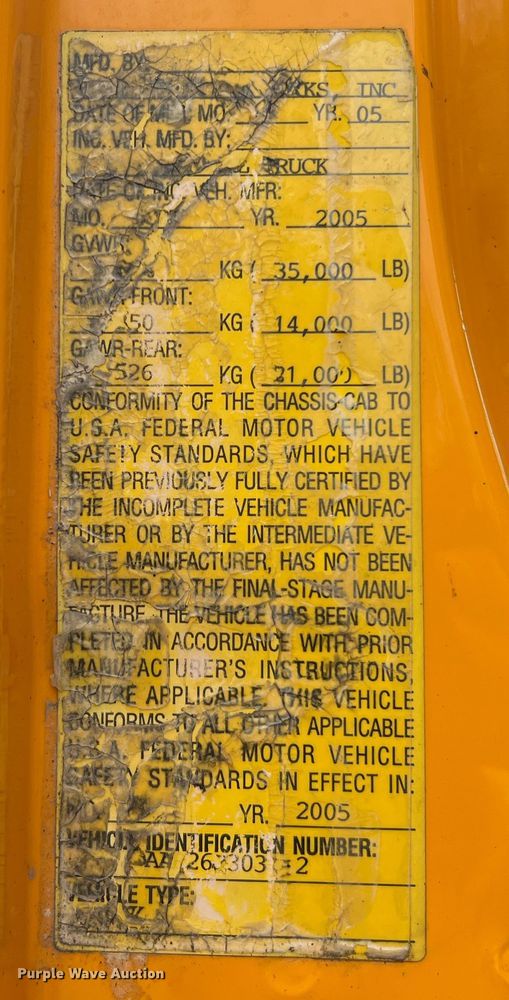 MFD. BY
RKS, INC
DATE OF MFD. MO. YR. 05
INC. VEH. MFD. BY:
TRUCK
DATE OF INC. VEH. MFR:
MO. YR. 2005
GVWR:
KG ( 35,000 LB)
GAWR-FRONT:
KG ( 14,000 LB)
GAWR-REAR:
526 KG ( 21,000 LB)
CONFORMITY OF THE CHASSIS-CAB TO
U.S.A. FEDERAL MOTOR VEHICLE
SAFETY STANDARDS, WHICH HAVE
BEEN PREVIOUSLY FULLY CERTIFIED BY
THE INCOMPLETE VEHICLE MANUFAC-
TURER OR BY THE INTERMEDIATE VE-
HICLE MANUFACTURER, HAS NOT BEEN
AFFECTED BY THE FINAL-STAGE MANU-
FACTURE. THE VEHICLE HAS BEEN COM-
PLETED IN ACCORDANCE WITH PRIOR
MANUFACTURER'S INSTRUCTIONS,
WHERE APPLICABLE. THIS VEHICLE
CONFORMS TO ALL OTHER APPLICABLE
U.S.A. FEDERAL MOTOR VEHICLE
SAFETY STANDARDS IN EFFECT IN:
YR. 2005
VEHICLE IDENTIFICATION NUMBER:
VEHICLE TYPE:
Purple Wave Auction